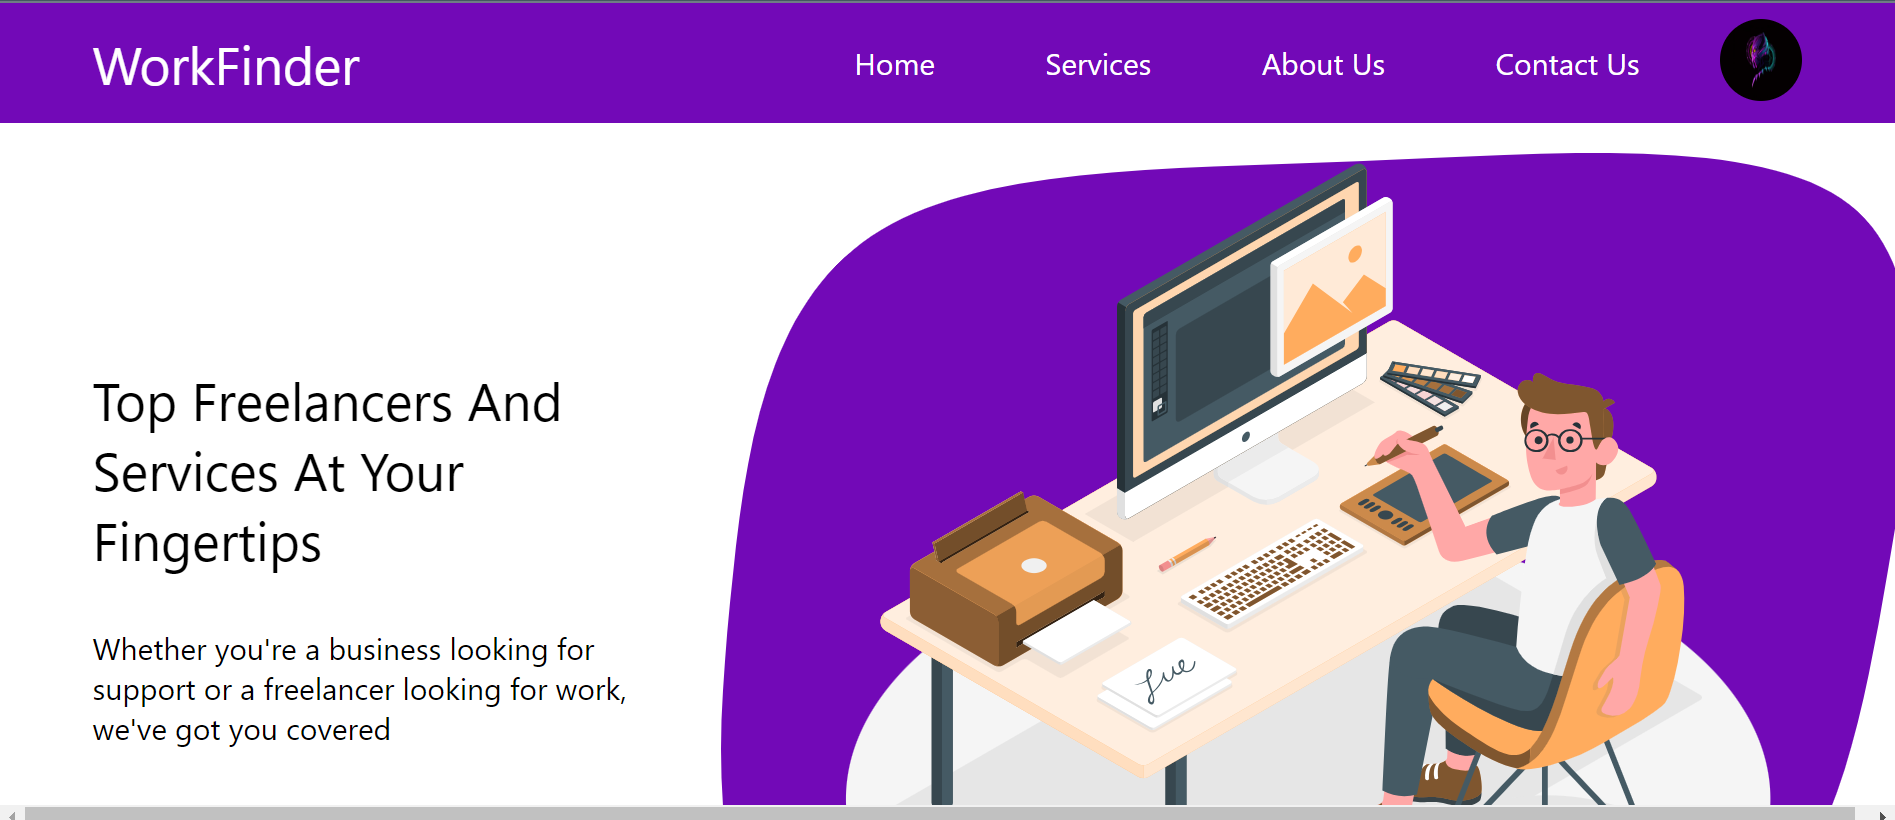 WorkFinder
Home
Services
About Us
Contact Us
Top Freelancers And
Services At Your
Fingertips
Whether you're a business looking for
support or a freelancer looking for work,
we've got you covered